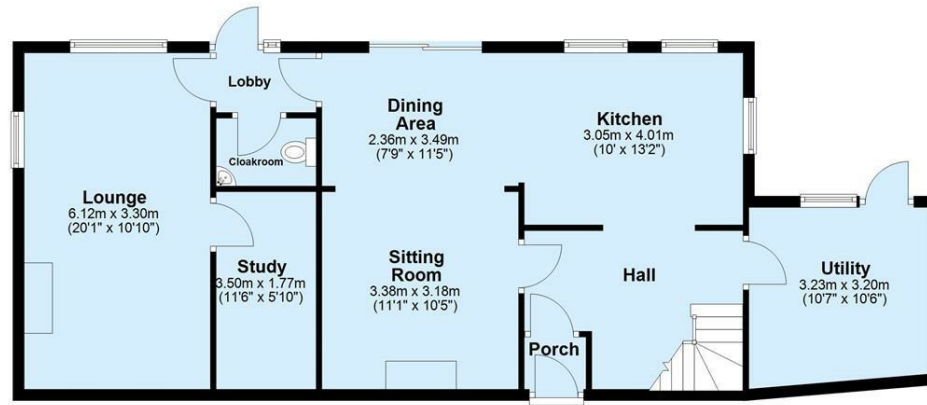 Lobby
Dining
Area
2.36m x 3.49m
(7'9" x 11'5")
Kitchen
3.05m x 4.01m
(10' x 13'2")
Cloakroom
Lounge
6.12m x 3.30m
(20'1" x 10'10")
Study
3.50m x 1.77m
(11'6" x 5'10")
Sitting
Room
3.38m x 3.18m
(11'1" x 10'5")
Hall
Utility
3.23m x 3.20m
(10'7" x 10'6")
Porch